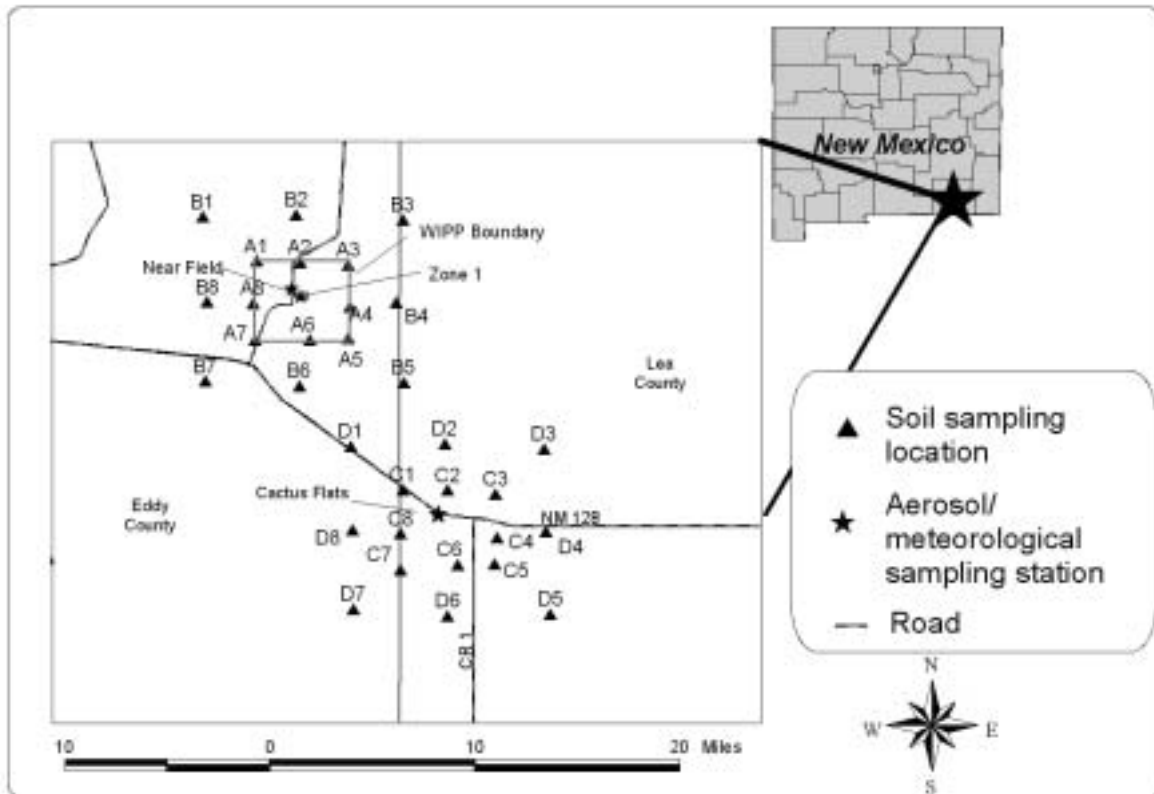 New Mexico
B1
B2
B3
WIPP Boundary
A1
A2
A3
Near Field
Zone 1
B8
A8
A4
B4
A7
A6
A5
Lea
County
B7
B6
B5
D1
D2
D3
Soil sampling
location
C1
C2
C3
Cactus Flats
Eddy
County
NM 128
C8
D8
C4
D4
C7
C6
C5
Aerosol/
meteorological
sampling station
D7
D6
D5
Road
CR 1
N
W
E
S
10
0
10
20
Miles